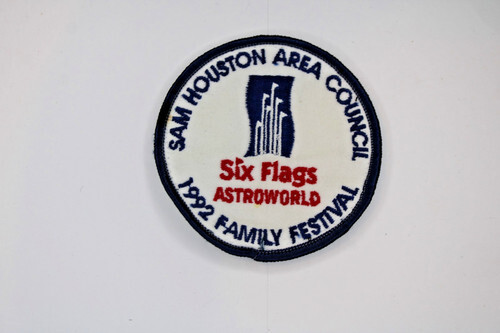 SAM HOUSTON AREA COUNCIL
Six Flags
ASTROWORLD
1992 FAMILY FESTIVAL